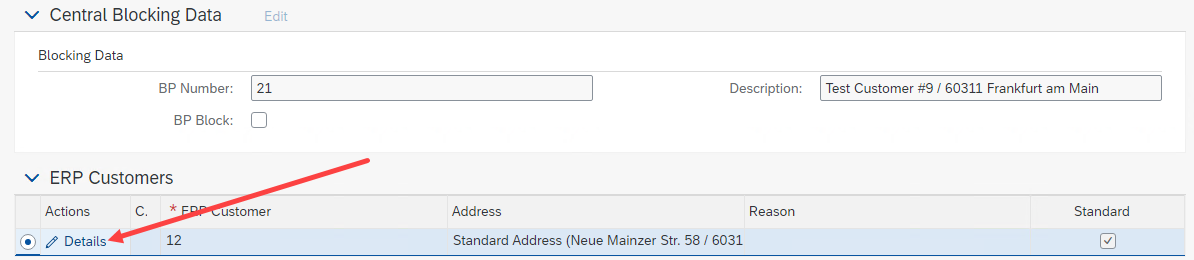 Central Blocking Data Edit
Blocking Data
BP Number: 21 Description: Test Customer #9 / 60311 Frankfurt am Main
BP Block:
ERP Customers
Actions C. * ERP Customer Address Reason Standard
Details 12 Standard Address (Neue Mainzer Str. 58 / 6031